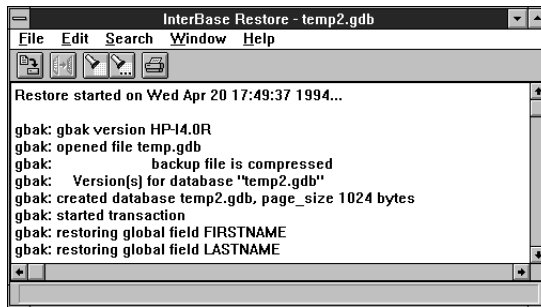 InterBase Restore - temp2.gdb
File Edit Search Window Help
Restore started on Wed Apr 20 17:49:37 1994...
gbak: gbak version HP-I4.0R
gbak: opened file temp.gdb
gbak: backup file is compressed
gbak: Version(s) for database "temp2.gdb"
gbak: created database temp2.gdb, page_size 1024 bytes
gbak: started transaction
gbak: restoring global field FIRSTNAME
gbak: restoring global field LASTNAME